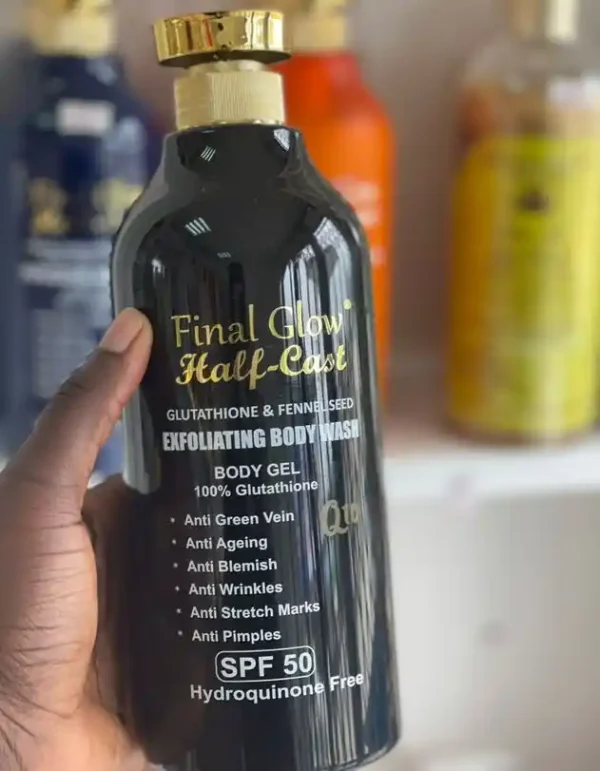 Final Glow®
Half-Cast
GLUTATHIONE & FENNELSEED
EXFOLIATING BODY WASH
BODY GEL
100% Glutathione
• Anti Green Vein
Q10
• Anti Ageing
• Anti Blemish
• Anti Wrinkles
• Anti Stretch Marks
• Anti Pimples
SPF 50
Hydroquinone Free